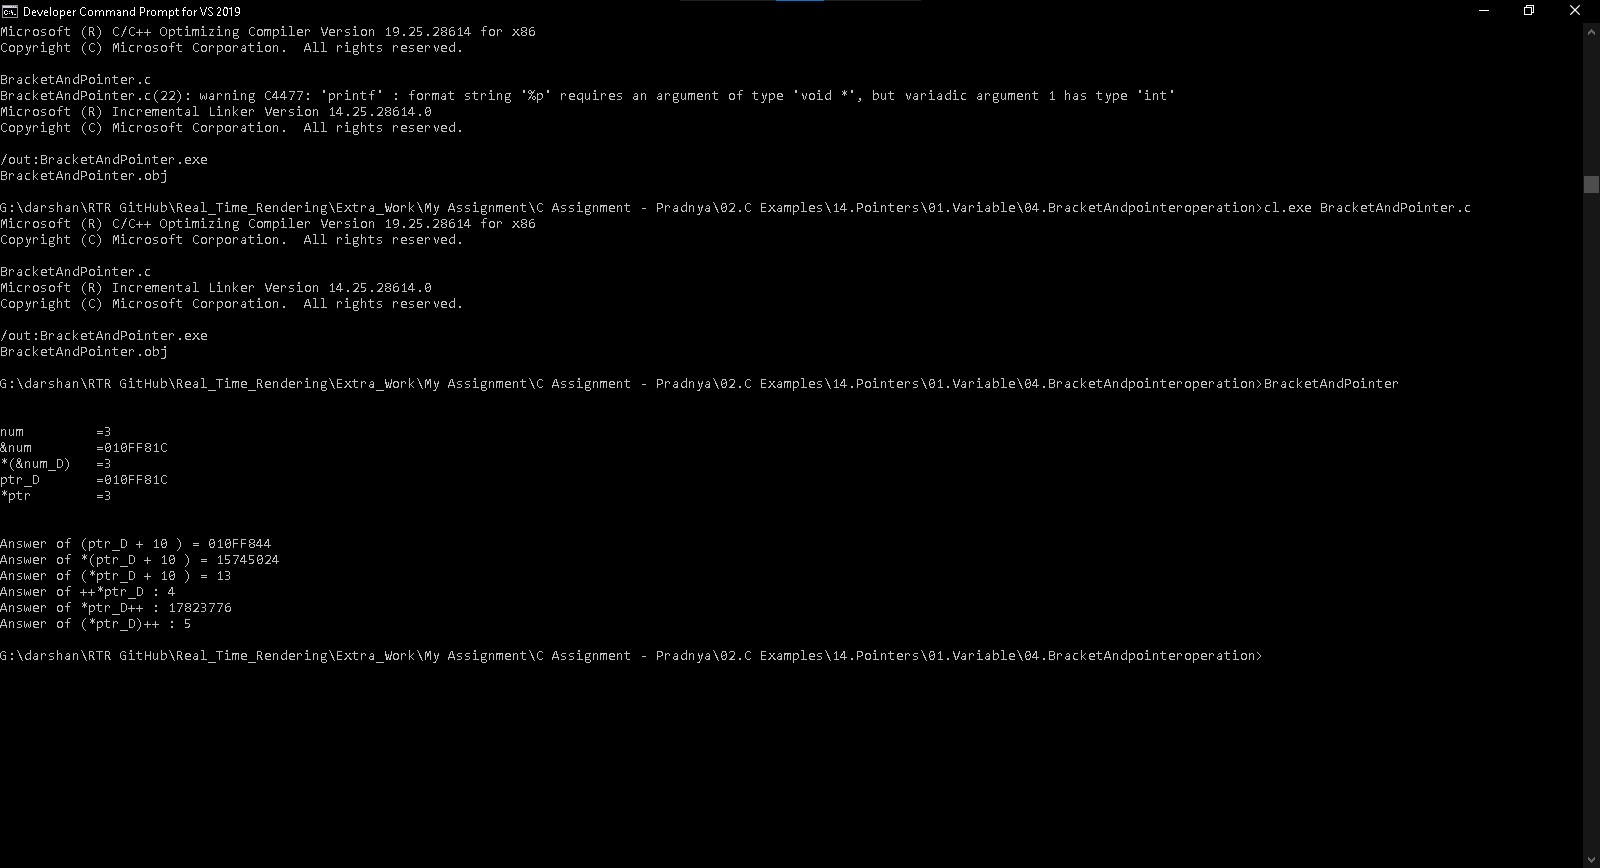 Developer Command Prompt for VS 2019
Microsoft (R) C/C++ Optimizing Compiler Version 19.25.28614 for x86
Copyright (C) Microsoft Corporation.  All rights reserved.
BracketAndPointer.c
BracketAndPointer.c(22): warning C4477: 'printf' : format string '%p' requires an argument of type 'void *', but variadic argument 1 has type 'int'
Microsoft (R) Incremental Linker Version 14.25.28614.0
Copyright (C) Microsoft Corporation.  All rights reserved.
/out:BracketAndPointer.exe
BracketAndPointer.obj
G:\darshan\RTR GitHub\Real_Time_Rendering\Extra_Work\My Assignment\C Assignment - Pradnya\02.C Examples\14.Pointers\01.Variable\04.BracketAndpointeroperation>cl.exe BracketAndPointer.c
Microsoft (R) C/C++ Optimizing Compiler Version 19.25.28614 for x86
Copyright (C) Microsoft Corporation.  All rights reserved.
BracketAndPointer.c
Microsoft (R) Incremental Linker Version 14.25.28614.0
Copyright (C) Microsoft Corporation.  All rights reserved.
/out:BracketAndPointer.exe
BracketAndPointer.obj
G:\darshan\RTR GitHub\Real_Time_Rendering\Extra_Work\My Assignment\C Assignment - Pradnya\02.C Examples\14.Pointers\01.Variable\04.BracketAndpointeroperation>BracketAndPointer
num         =3
&num        =010FF81C
*(&num_D)   =3
ptr_D       =010FF81C
*ptr        =3
Answer of (ptr_D + 10 ) = 010FF844
Answer of *(ptr_D + 10 ) = 15745024
Answer of (*ptr_D + 10 ) = 13
Answer of ++*ptr_D : 4
Answer of *ptr_D++ : 17823776
Answer of (*ptr_D)++ : 5
G:\darshan\RTR GitHub\Real_Time_Rendering\Extra_Work\My Assignment\C Assignment - Pradnya\02.C Examples\14.Pointers\01.Variable\04.BracketAndpointeroperation>